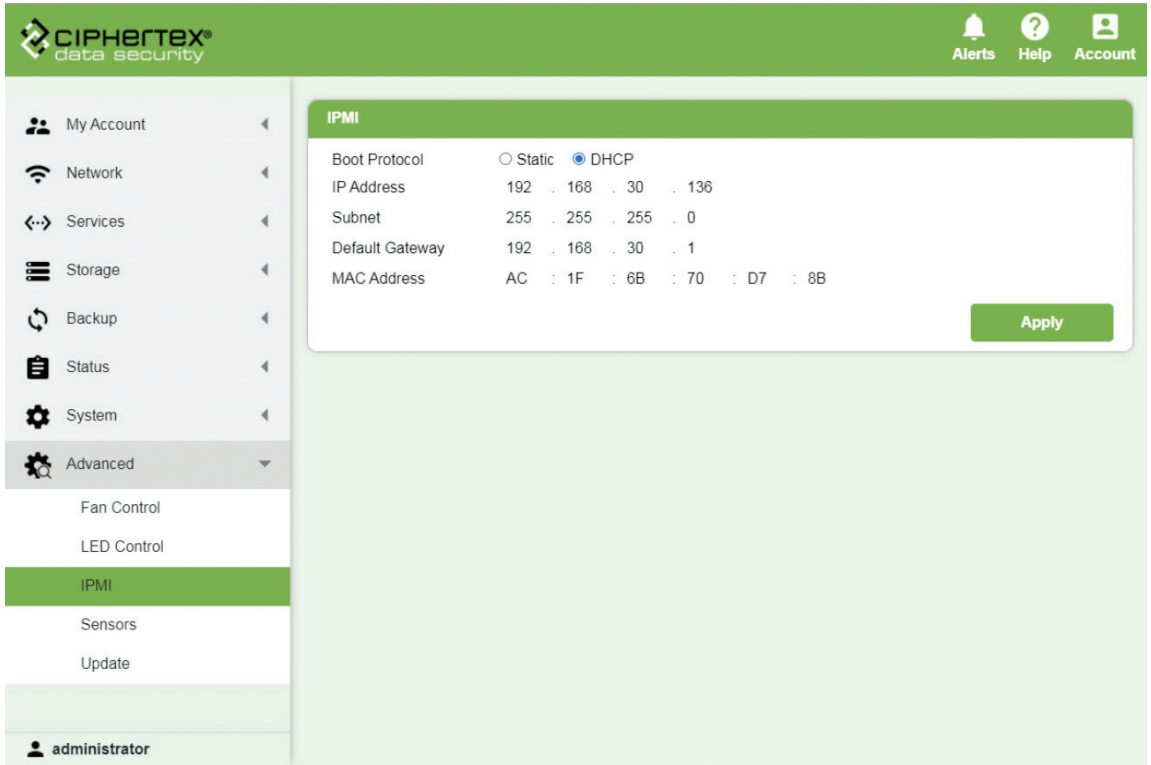 CIPHERTEX®
data security
Alerts Help Account
My Account
Network
Services
Storage
Backup
Status
System
Advanced
Fan Control
LED Control
IPMI
Sensors
Update
administrator
IPMI
Boot Protocol Static DHCP
IP Address 192 . 168 . 30 . 136
Subnet 255 . 255 . 255 . 0
Default Gateway 192 . 168 . 30 . 1
MAC Address AC : 1F : 6B : 70 : D7 : 8B
Apply